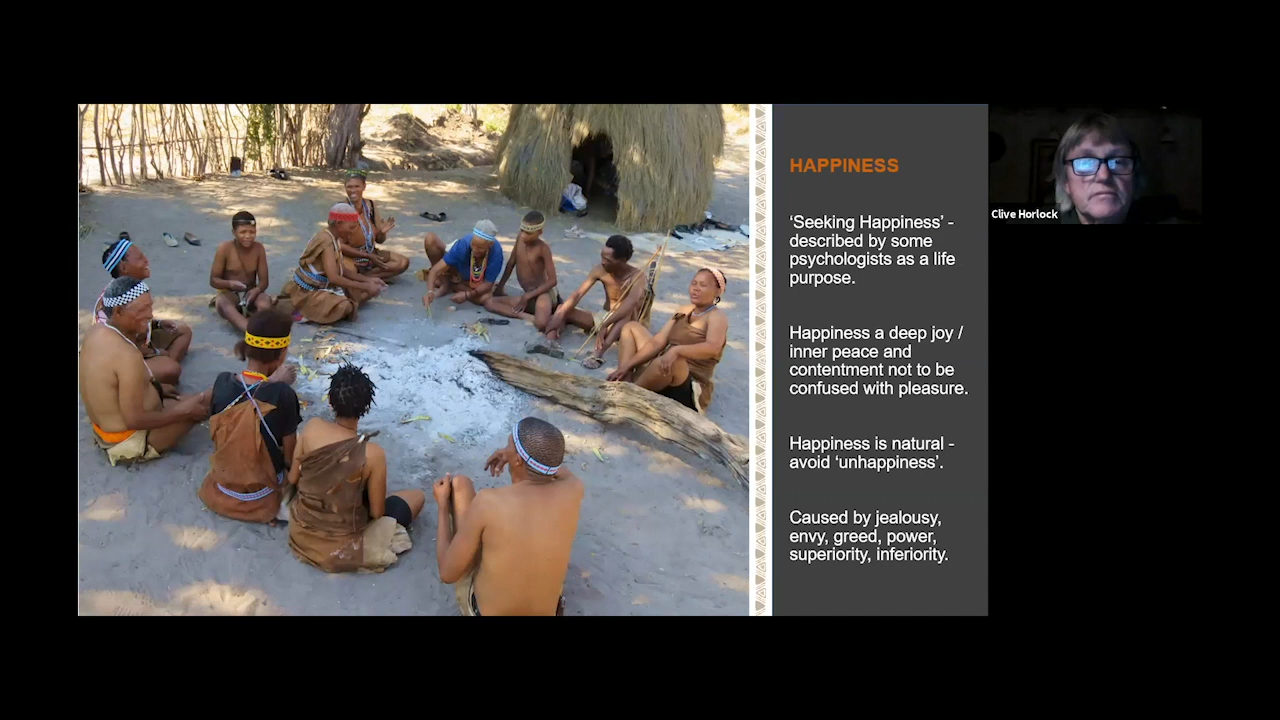 HAPPINESS
‘Seeking Happiness’ -
described by some
psychologists as a life
purpose.
Happiness a deep joy /
inner peace and
contentment not to be
confused with pleasure.
Happiness is natural -
avoid ‘unhappiness’.
Caused by jealousy,
envy, greed, power,
superiority, inferiority.
Clive Horlock